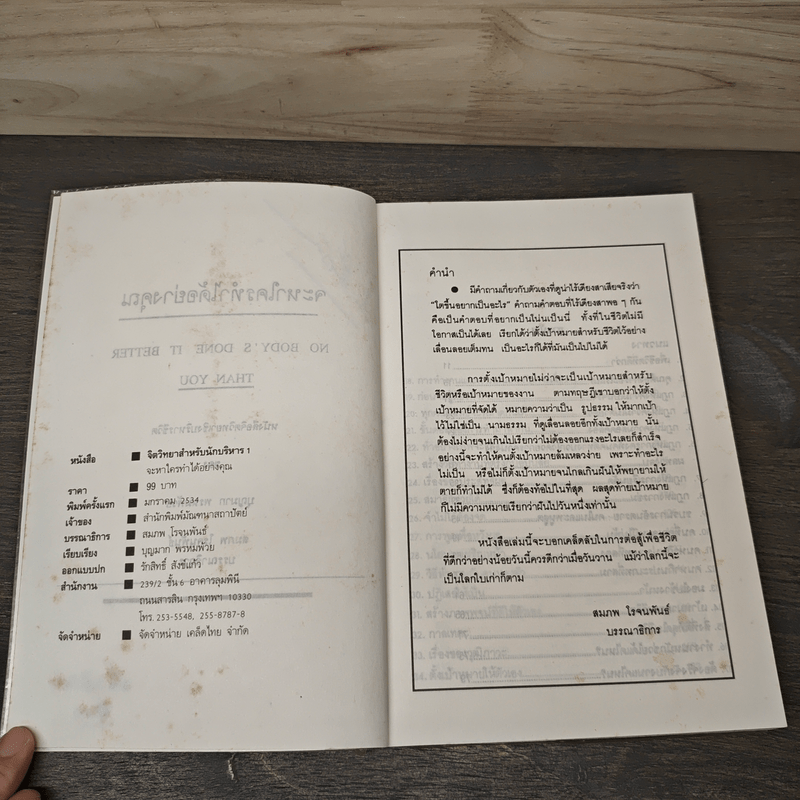 หนังสือ ■ จิตวิทยาสำหรับนักบริหาร 1
จะหาใครทำได้อย่างคุณ
ราคา ■ 99 บาท
พิมพ์ครั้งแรก ■ มกราคม 2534
เจ้าของ ■ สำนักพิมพ์มัณฑนาสถาปัตย์
บรรณาธิการ ■ สมภพ โรจนพันธ์
เรียบเรียง ■ บุญมาก พรหมพ้วย
ออกแบบปก ■ รักสิทธิ์ สังข์แก้ว
สำนักงาน ■ 239/2 ชั้น 6 อาคารลุมพินี
ถนนสารสิน กรุงเทพฯ 10330
โทร. 253-5548, 255-8787-8
จัดจำหน่าย ■ จัดจำหน่าย เคล็ดไทย จำกัด
คำนำ
● มีคำถามเกี่ยวกับตัวเองที่ดูน่าไร้เดียงสาเสียจริงว่า
"โตขึ้นอยากเป็นอะไร" คำถามคำตอบที่ไร้เดียงสาพอ ๆ กัน
คือเป็นคำตอบที่อยากเป็นโน่นเป็นนี่ ทั้งที่ในชีวิตไม่มี
โอกาสเป็นได้เลย เรียกได้ว่าตั้งเป้าหมายสำหรับชีวิตไว้อย่าง
เลื่อนลอยเต็มทน เป็นอะไรก็ได้ที่มันเป็นไปไม่ได้
การตั้งเป้าหมายไม่ว่าจะเป็นเป้าหมายสำหรับ
ชีวิตหรือเป้าหมายของงาน ตามทฤษฎีเขาบอกว่าให้ตั้ง
เป้าหมายที่จัดได้ หมายความว่าเป็น รูปธรรม ให้มากเป้า
ไว้ไม่ใช่เป็น นามธรรม ที่ดูเลื่อนลอยอีกทั้งเป้าหมาย นั้น
ต้องไม่ง่ายจนเกินไปเรียกว่าไม่ต้องออกแรงอะไรเลยก็สำเร็จ
อย่างนี้จะทำให้คนตั้งเป้าหมายล้มเหลวง่าย เพราะทำอะไร
ไม่เป็น หรือไม่ก็ตั้งเป้าหมายจนไกลเกินฝันให้พยายามให้
ตายก็ทำไม่ได้ ซึ่งก็ต้องท้อไปในที่สุด ผลสุดท้ายเป้าหมาย
ก็ไม่มีความหมายเรียกว่าฝันไปวันหนึ่งเท่านั้น
หนังสือเล่มนี้จะบอกเคล็ดลับในการต่อสู้เพื่อชีวิต
ที่ดีกว่าอย่างน้อยวันนี้ควรดีกว่าเมื่อวันวาน แม้ว่าโลกนี้จะ
เป็นโลกใบเก่าก็ตาม
สมภพ โรจนพันธ์
บรรณาธิการ